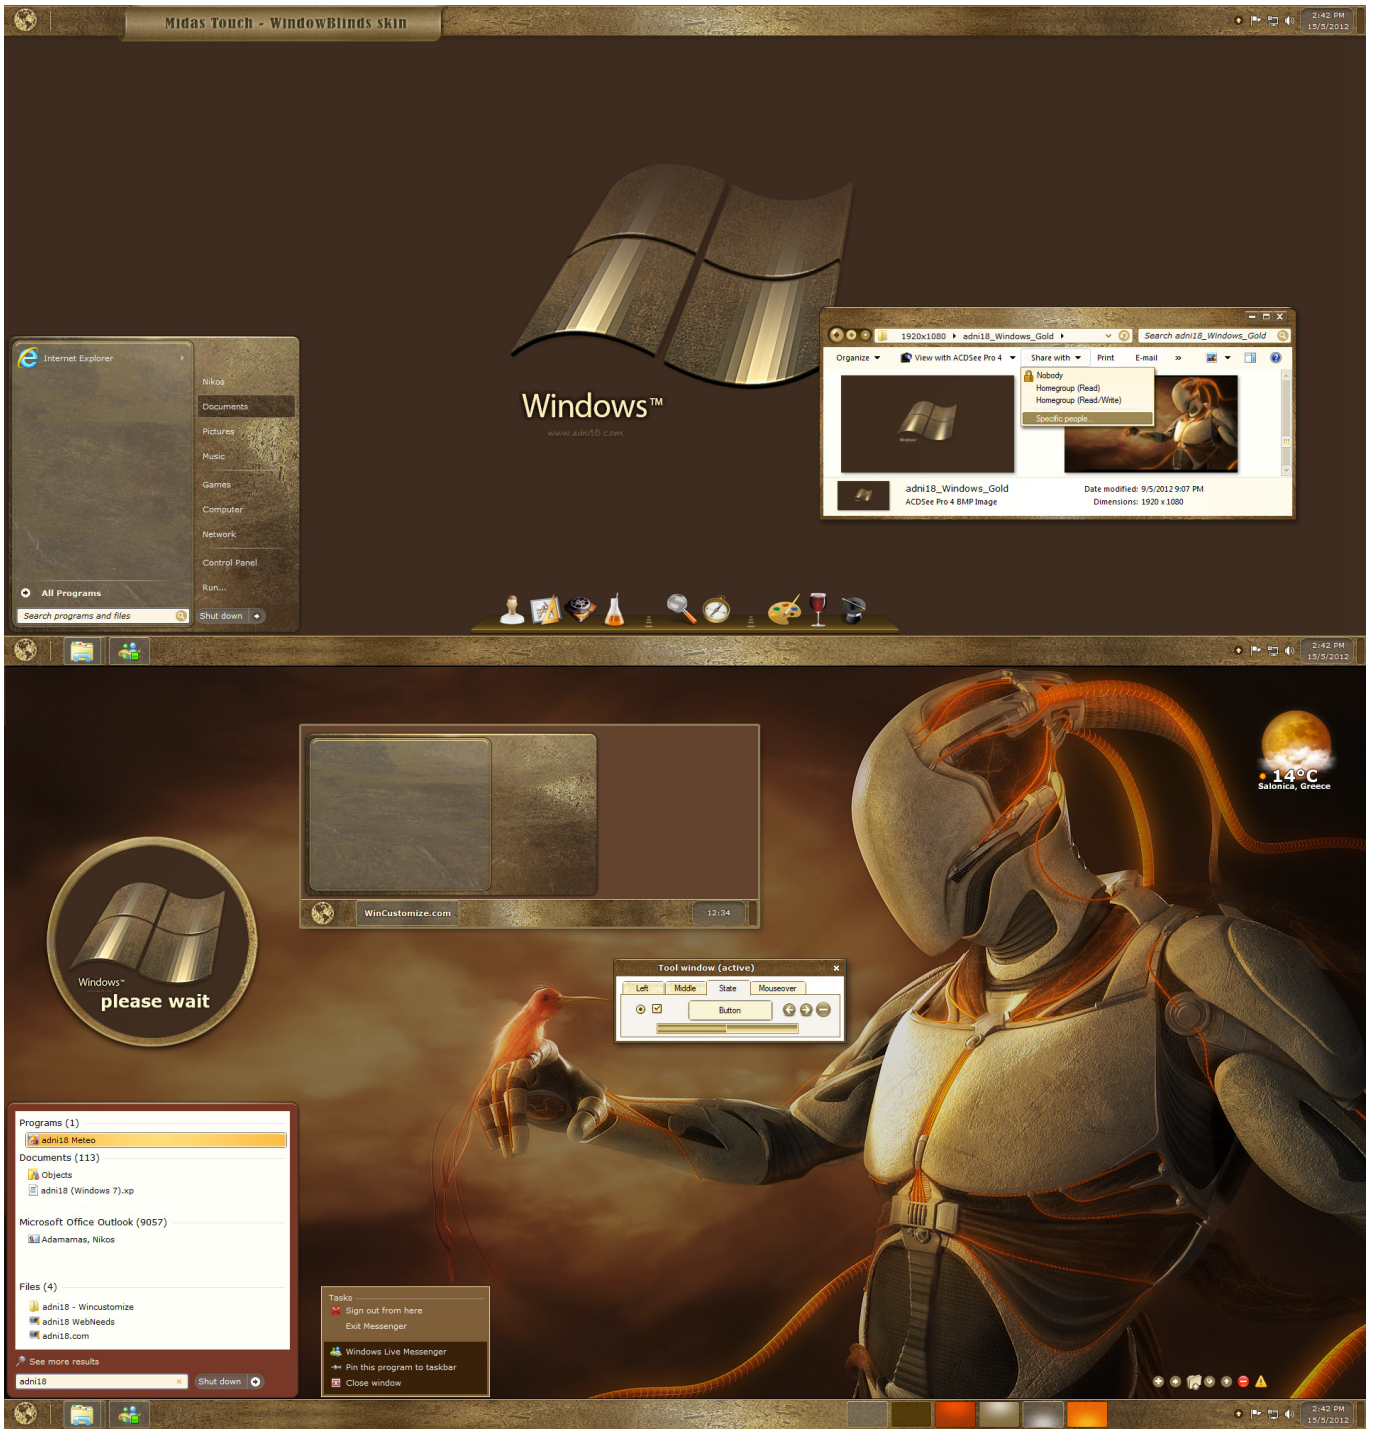 Midas Touch - WindowBlinds skin
2:42 PM
15/5/2012
Windows™
www.adni18.com
Internet Explorer
Nikos
Documents
Pictures
Music
Games
Computer
Network
Control Panel
Run...
All Programs
Search programs and files
Shut down
1920x1080 adni18_Windows_Gold
Search adni18_Windows_Gold
Organize View with ACDSee Pro 4 Share with Print E-mail »
Nobody
Homegroup (Read)
Homegroup (Read/Write)
Specific people...
adni18_Windows_Gold
ACDSee Pro 4 BMP Image
Date modified: 9/5/2012 9:07 PM
Dimensions: 1920 x 1080
2:42 PM
15/5/2012
14°C
Salonica, Greece
WinCustomize.com
12:34
Windows™
please wait
Tool window (active)
Left Middle State Mouseover
Button
Programs (1)
adni18 Meteo
Documents (113)
Objects
adni18 (Windows 7).xp
Microsoft Office Outlook (9057)
Adamamas, Nikos
Files (4)
adni18 - Wincustomize
adni18 WebNeeds
adni18.com
See more results
adni18
Shut down
Tasks
Sign out from here
Exit Messenger
Windows Live Messenger
Pin this program to taskbar
Close window
2:42 PM
15/5/2012